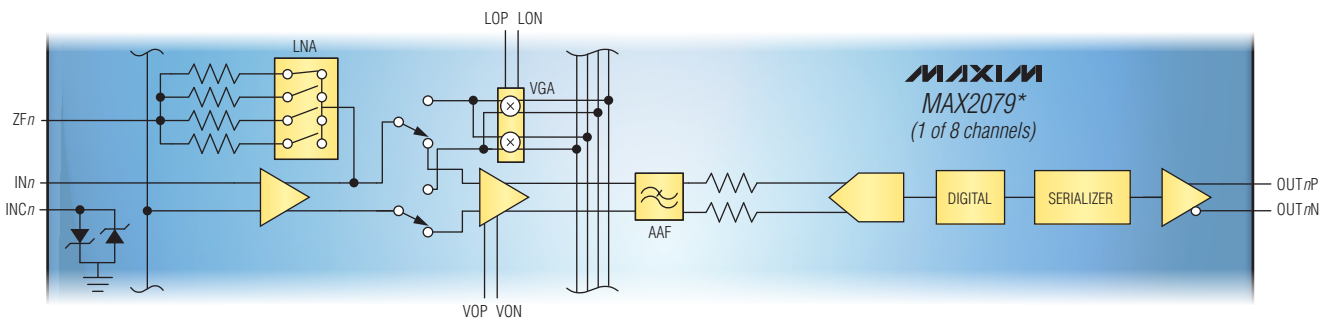 LOP LON
LNA
VGA
MAXIM
MAX2079*
(1 of 8 channels)
ZFn
INn
INCn
AAF
DIGITAL
SERIALIZER
OUTnP
OUTnN
VOP VON